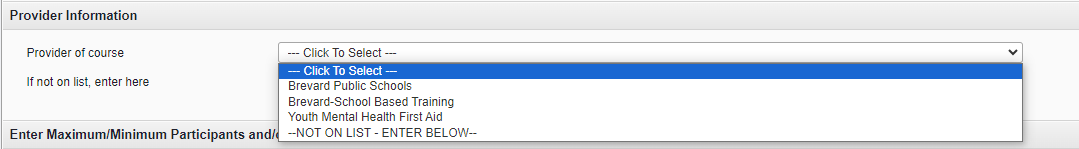 Provider Information
Provider of course
--- Click To Select ---
--- Click To Select ---
If not on list, enter here
Brevard Public Schools
Brevard-School Based Training
Youth Mental Health First Aid
--NOT ON LIST - ENTER BELOW--
Enter Maximum/Minimum Participants and/